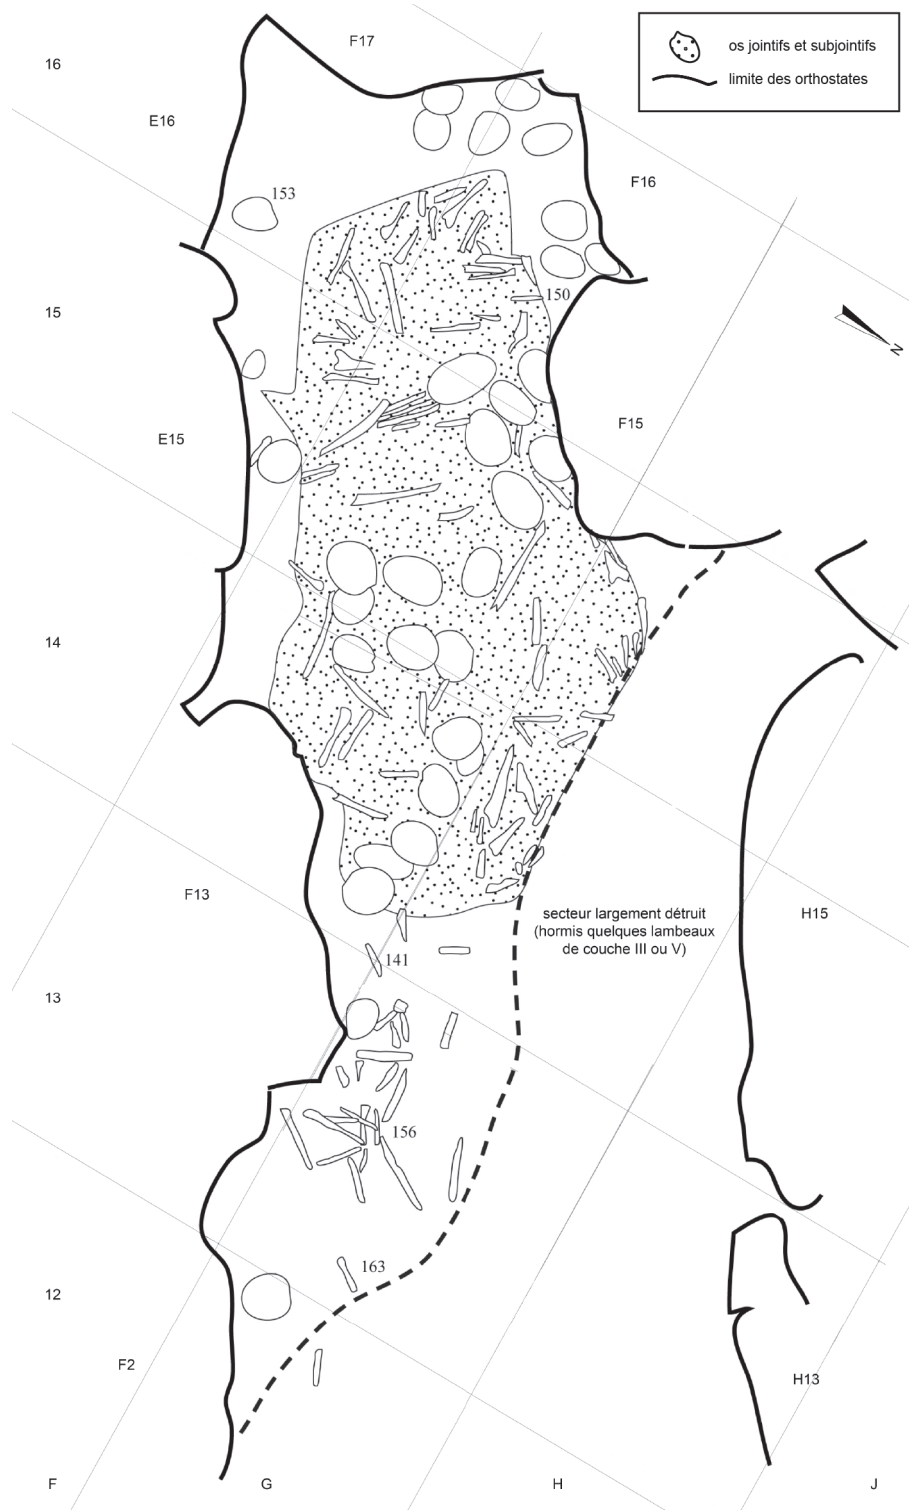 os jointifs et subjointifs
limite des orthostates
F17
16
E16
F16
153
150
15
N
E15
F15
14
F13
secteur largement détruit
(hormis quelques lambeaux
de couche III ou V)
H15
141
13
156
163
12
F2
H13
F
G
H
J